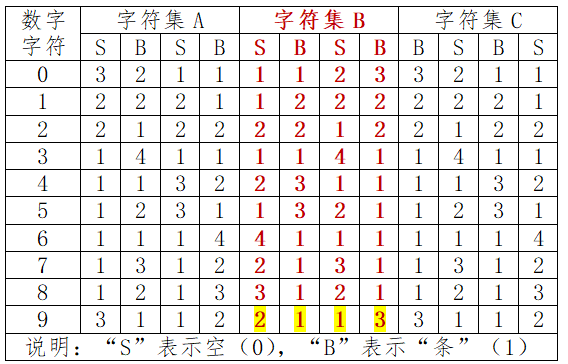 数字字符 字符集A 字符集B 字符集C
S B S B S B S B B S B S
0 3 2 1 1 1 1 2 3 3 2 1 1
1 2 2 2 1 1 2 2 2 2 2 2 1
2 2 1 2 2 2 2 1 2 2 1 2 2
3 1 4 1 1 1 1 4 1 1 4 1 1
4 1 1 3 2 2 3 1 1 1 1 3 2
5 1 2 3 1 1 3 2 1 1 2 3 1
6 1 1 1 4 4 1 1 1 1 1 1 4
7 1 3 1 2 2 1 3 1 1 3 1 2
8 1 2 1 3 3 1 2 1 1 2 1 3
9 3 1 1 2 2 1 1 3 3 1 1 2
说明：“S”表示空（0），“B”表示“条”（1）